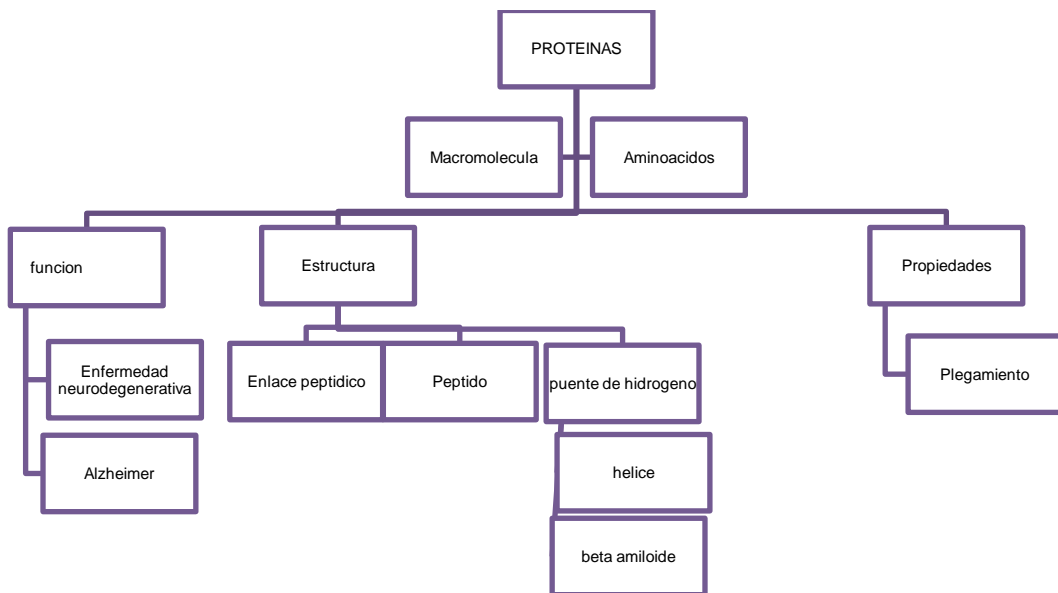 PROTEINAS
Macromolecula
Aminoacidos
funcion
Estructura
Propiedades
Enfermedad
neurodegenerativa
Alzheimer
Enlace peptidico
Peptido
puente de hidrogeno
helice
beta amiloide
Plegamiento